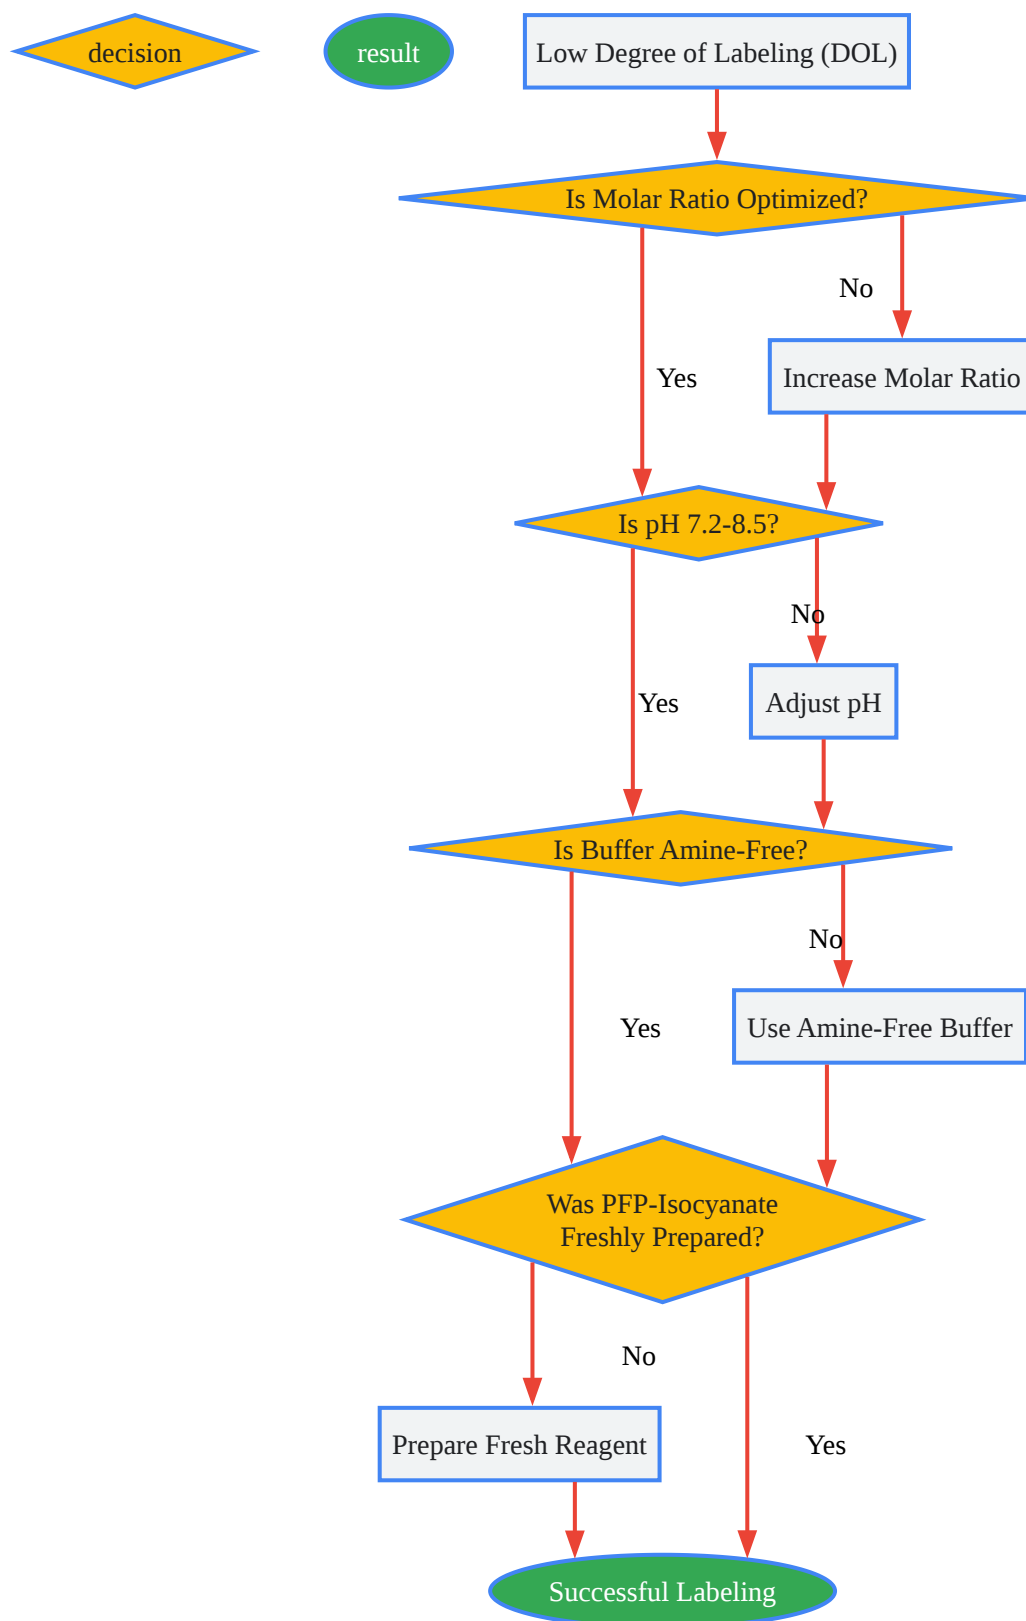 decision
result
Low Degree of Labeling (DOL)
Is Molar Ratio Optimized?
No
Yes
Increase Molar Ratio
Is pH 7.2-8.5?
No
Yes
Adjust pH
Is Buffer Amine-Free?
No
Yes
Use Amine-Free Buffer
Was PFP-Isocyanate
Freshly Prepared?
No
Prepare Fresh Reagent
Yes
Successful Labeling